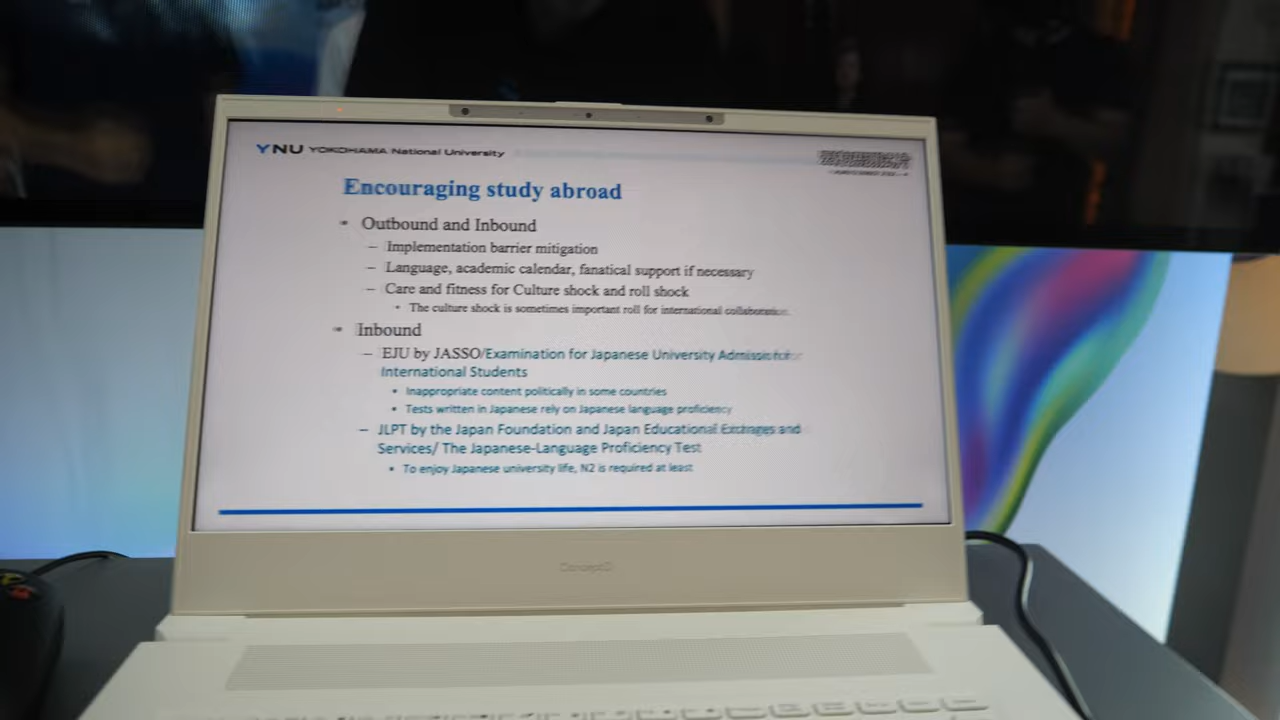 YNU YOKOHAMA National University
Encouraging study abroad
• Outbound and Inbound
– Implementation barrier mitigation
– Language, academic calendar, fanatical support if necessary
– Care and fitness for Culture shock and roll shock
• The culture shock is sometimes important roll for international collaboration.
• Inbound
– EJU by JASSO/Examination for Japanese University Admission for
International Students
• Inappropriate content politically in some countries
• Tests written in Japanese rely on Japanese language proficiency
– JLPT by the Japan Foundation and Japan Educational Exchanges and
Services/ The Japanese-Language Proficiency Test
• To enjoy Japanese university life, N2 is required at least
ConceptD